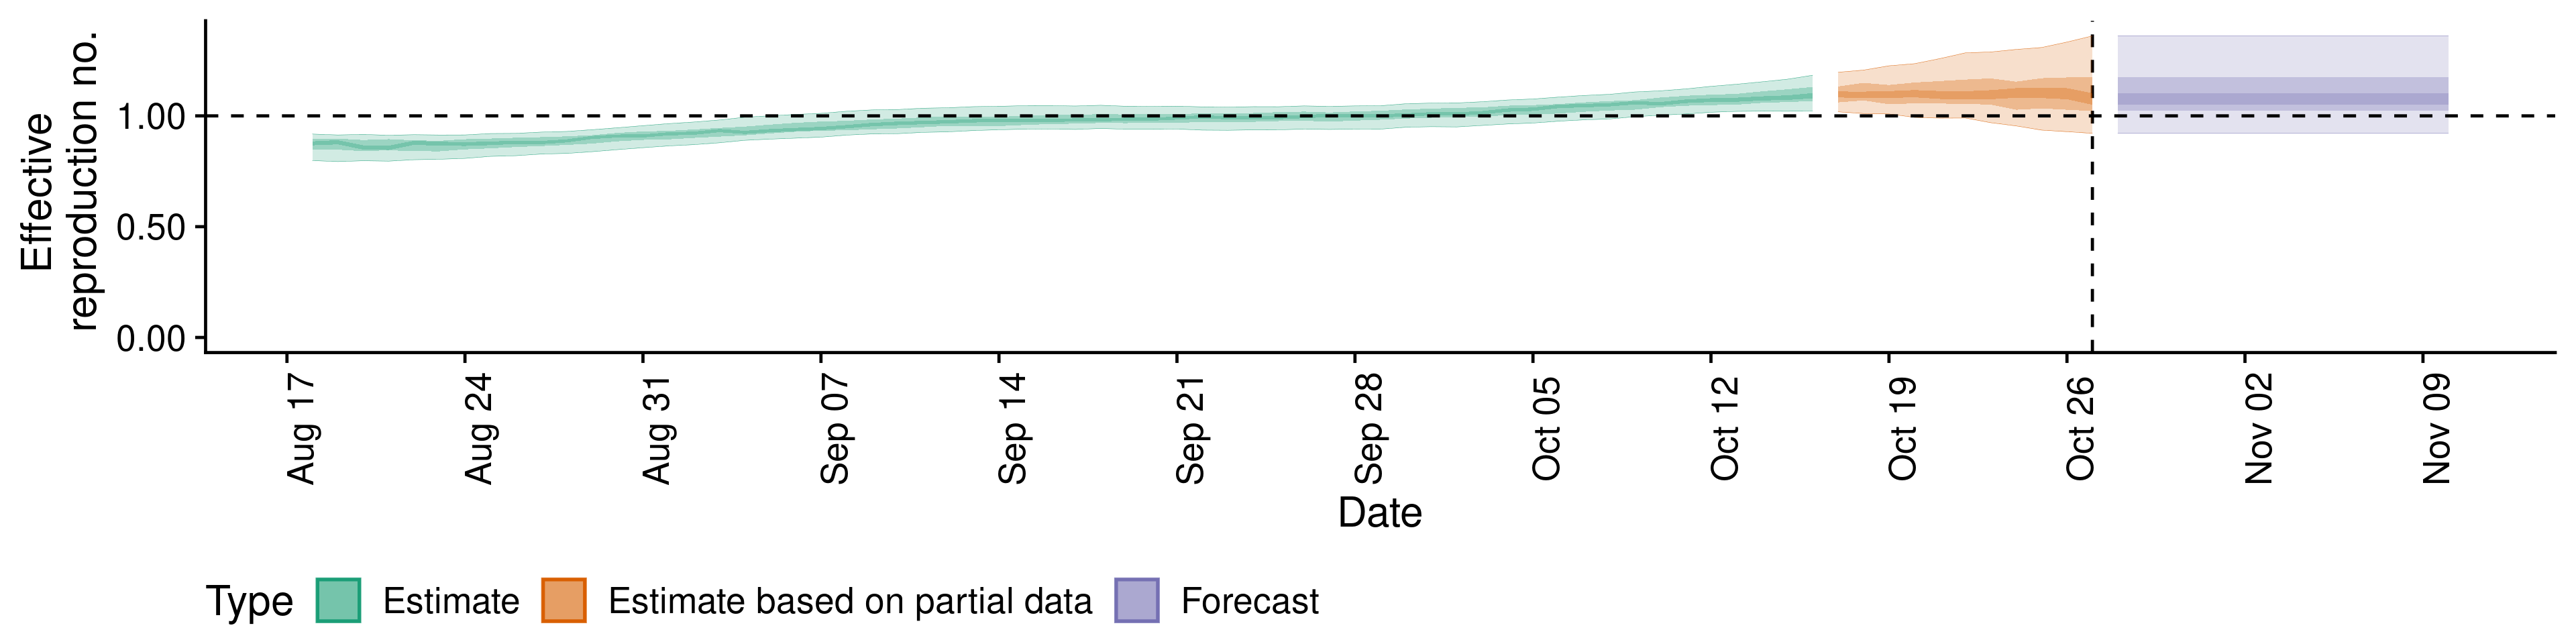 Effective
reproduction no.
1.00
0.50
0.00
Aug 17
Aug 24
Aug 31
Sep 07
Sep 14
Sep 21
Sep 28
Oct 05
Oct 12
Oct 19
Oct 26
Nov 02
Nov 09
Date
Type Estimate Estimate based on partial data Forecast